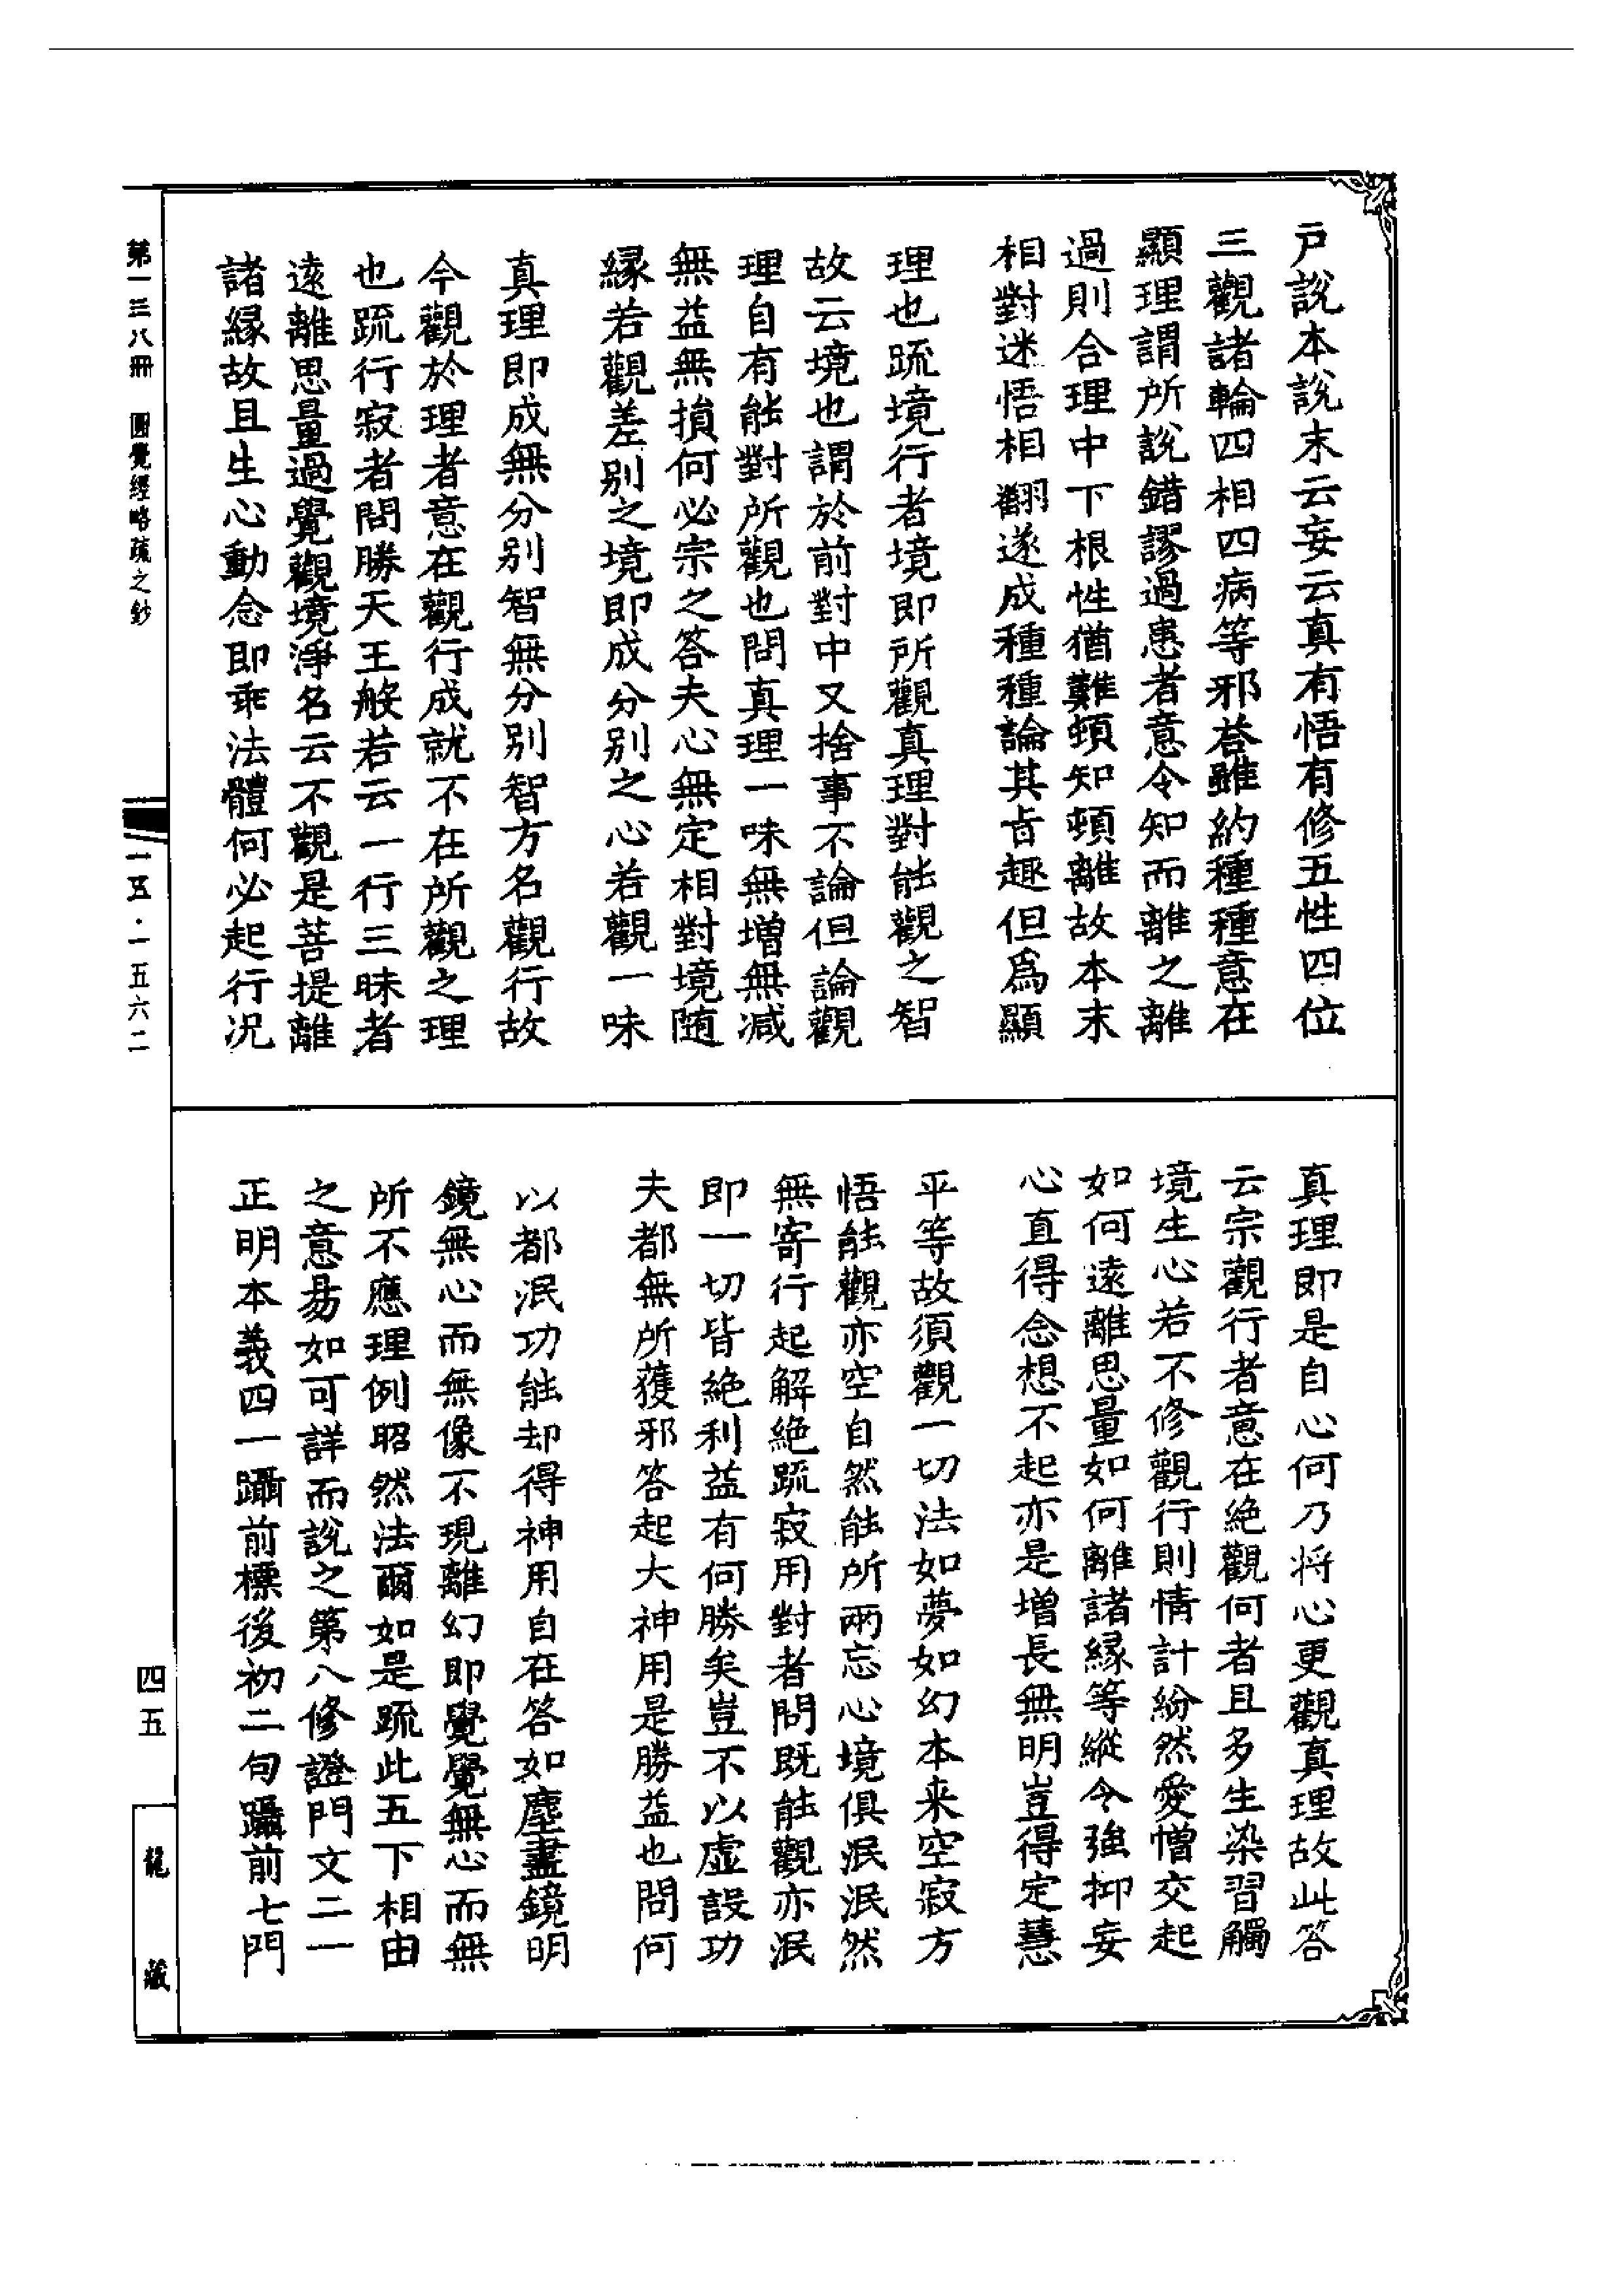 戸說本說末云妄云真有悟有修五性四位
三觀諸輪四相四病等邪荅雖約種種意在
顯理謂所說錯謬過患者意令知而離之離
過則合理中下根性猶難頓知頓離故本末
相對迷悟相翻遂成種種論其㫖趣但爲顯
理也䟽境行者境即所觀真理對能觀之智
故云境也謂於前對中又捨事不論但論觀
理自有能對所觀也問真理一味無增無減
無益無損何必宗之答夫心無定相對境随
緣若觀差别之境即成分别之心若觀一味
真理即成無分别智無分别智方名觀行故
今觀於理者意在觀行成就不在所觀之理
也䟽行寂者問勝天王般若云一行三昧者
遠離思量過覺觀境淨名云不觀是菩提離
諸緣故且生心動念即乖法體何必起行况
真理即是自心何乃将心更觀真理故此答
云宗觀行者意在絶觀何者且多生染習觸
境生心若不修觀行則情計紛然愛憎交起
如何遠離思量如何離諸緣等縱令強抑妄
心直得念想不起亦是增長無明豈得定慧
平等故須觀一切法如夢如幻本来空寂方
悟能觀亦空自然能所兩忘心境俱泯泯然
無寄行起解絶䟽寂用對者問既能觀亦泯
即一切皆絶利益有何勝矣豈不以虛設功
夫都無所獲邪答起大神用是勝益也問何
以都泯功能却得神用自在答如塵盡鏡明
鏡無心而無像不現離幻即覺覺無心而無
所不應理例昭然法爾如是䟽此五下相由
之意易如可詳而說之第八修證門文二一
正明本義四一躡前標後初二句躡前七門
第一三八冊　圓覺經略疏之鈔
一五·一五六二
四五
龍藏